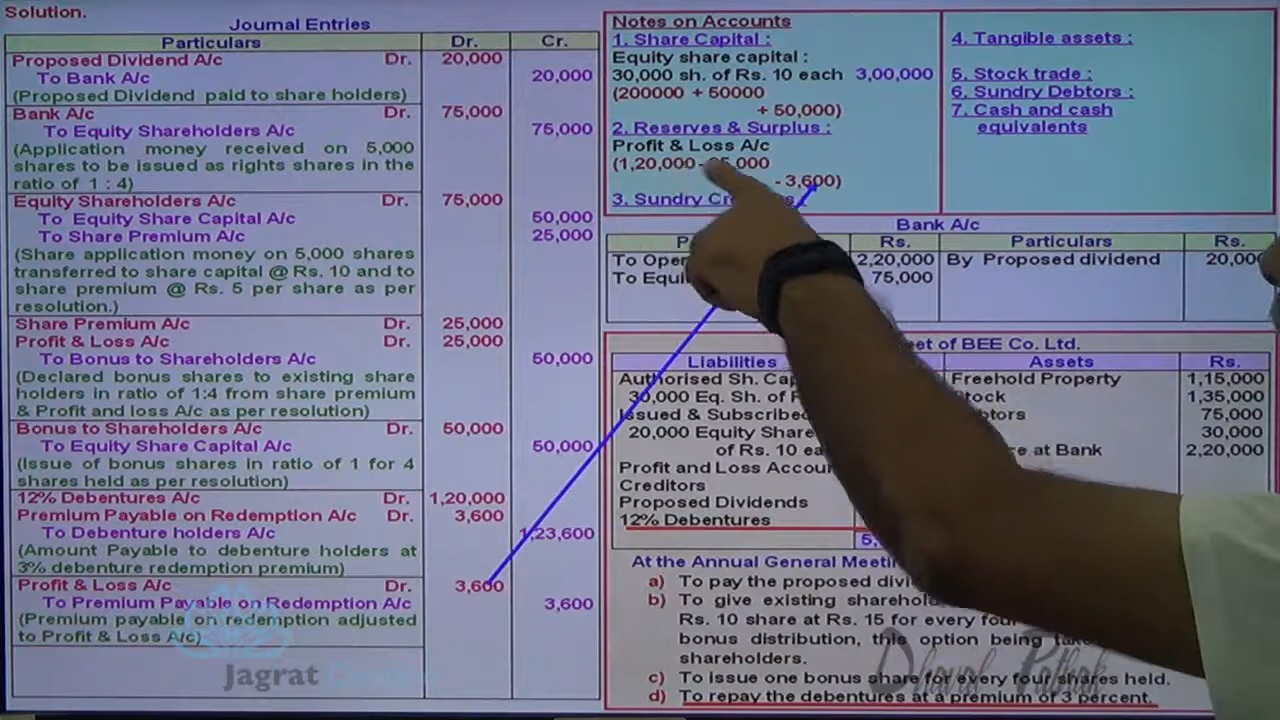 Solution.
Journal Entries
Particulars Dr. Cr.
Proposed Dividend A/c Dr. 20,000
To Bank A/c 20,000
(Proposed Dividend paid to share holders)
Bank A/c Dr. 75,000
To Equity Shareholders A/c 75,000
(Application money received on 5,000
shares to be issued as rights shares in the
ratio of 1 : 4)
Equity Shareholders A/c Dr. 75,000
To Equity Share Capital A/c 50,000
To Share Premium A/c 25,000
(Share application money on 5,000 shares
transferred to share capital @ Rs. 10 and to
share premium @ Rs. 5 per share as per
resolution.)
Share Premium A/c Dr. 25,000
Profit & Loss A/c Dr. 25,000
To Bonus to Shareholders A/c 50,000
(Declared bonus shares to existing share
holders in ratio of 1:4 from share premium
& Profit and loss A/c as per resolution)
Bonus to Shareholders A/c Dr. 50,000
To Equity Share Capital A/c 50,000
(Issue of bonus shares in ratio of 1 for 4
shares held as per resolution)
12% Debentures A/c Dr. 1,20,000
Premium Payable on Redemption A/c Dr. 3,600
To Debenture holders A/c 1,23,600
(Amount Payable to debenture holders at
3% debenture redemption premium)
Profit & Loss A/c Dr. 3,600
To Premium Payable on Redemption A/c 3,600
(Premium payable on redemption adjusted
to Profit & Loss A/c)
Jagrat
Notes on Accounts
1. Share Capital :
Equity share capital :
30,000 sh. of Rs. 10 each 3,00,000
(200000 + 50000
+ 50,000)
2. Reserves & Surplus :
Profit & Loss A/c
(1,20,000 - 5,000
- 3,600)
3. Sundry
4. Tangible assets :
5. Stock trade :
6. Sundry Debtors :
7. Cash and cash
equivalents
Bank A/c
Rs. Particulars Rs.
To 2,20,000 By Proposed dividend 20,000
To 75,000
of BEE Co. Ltd.
Liabilities Assets Rs.
Authorised Sh. Freehold Property 1,15,000
30,000 Eq. Sh. of Stock 1,35,000
Issued & Subscribed 75,000
20,000 Equity Share 30,000
of Rs. 10 at Bank 2,20,000
Profit and Loss
Creditors
Proposed Dividends
12% Debentures
At the Annual General
a) To pay the proposed
b) To give existing
Rs. 10 share at Rs. 15 for every
bonus distribution, this option being
shareholders.
c) To issue one bonus share for every four shares held.
d) To repay the debentures at a premium of 3 percent.
Dhaval Pathak